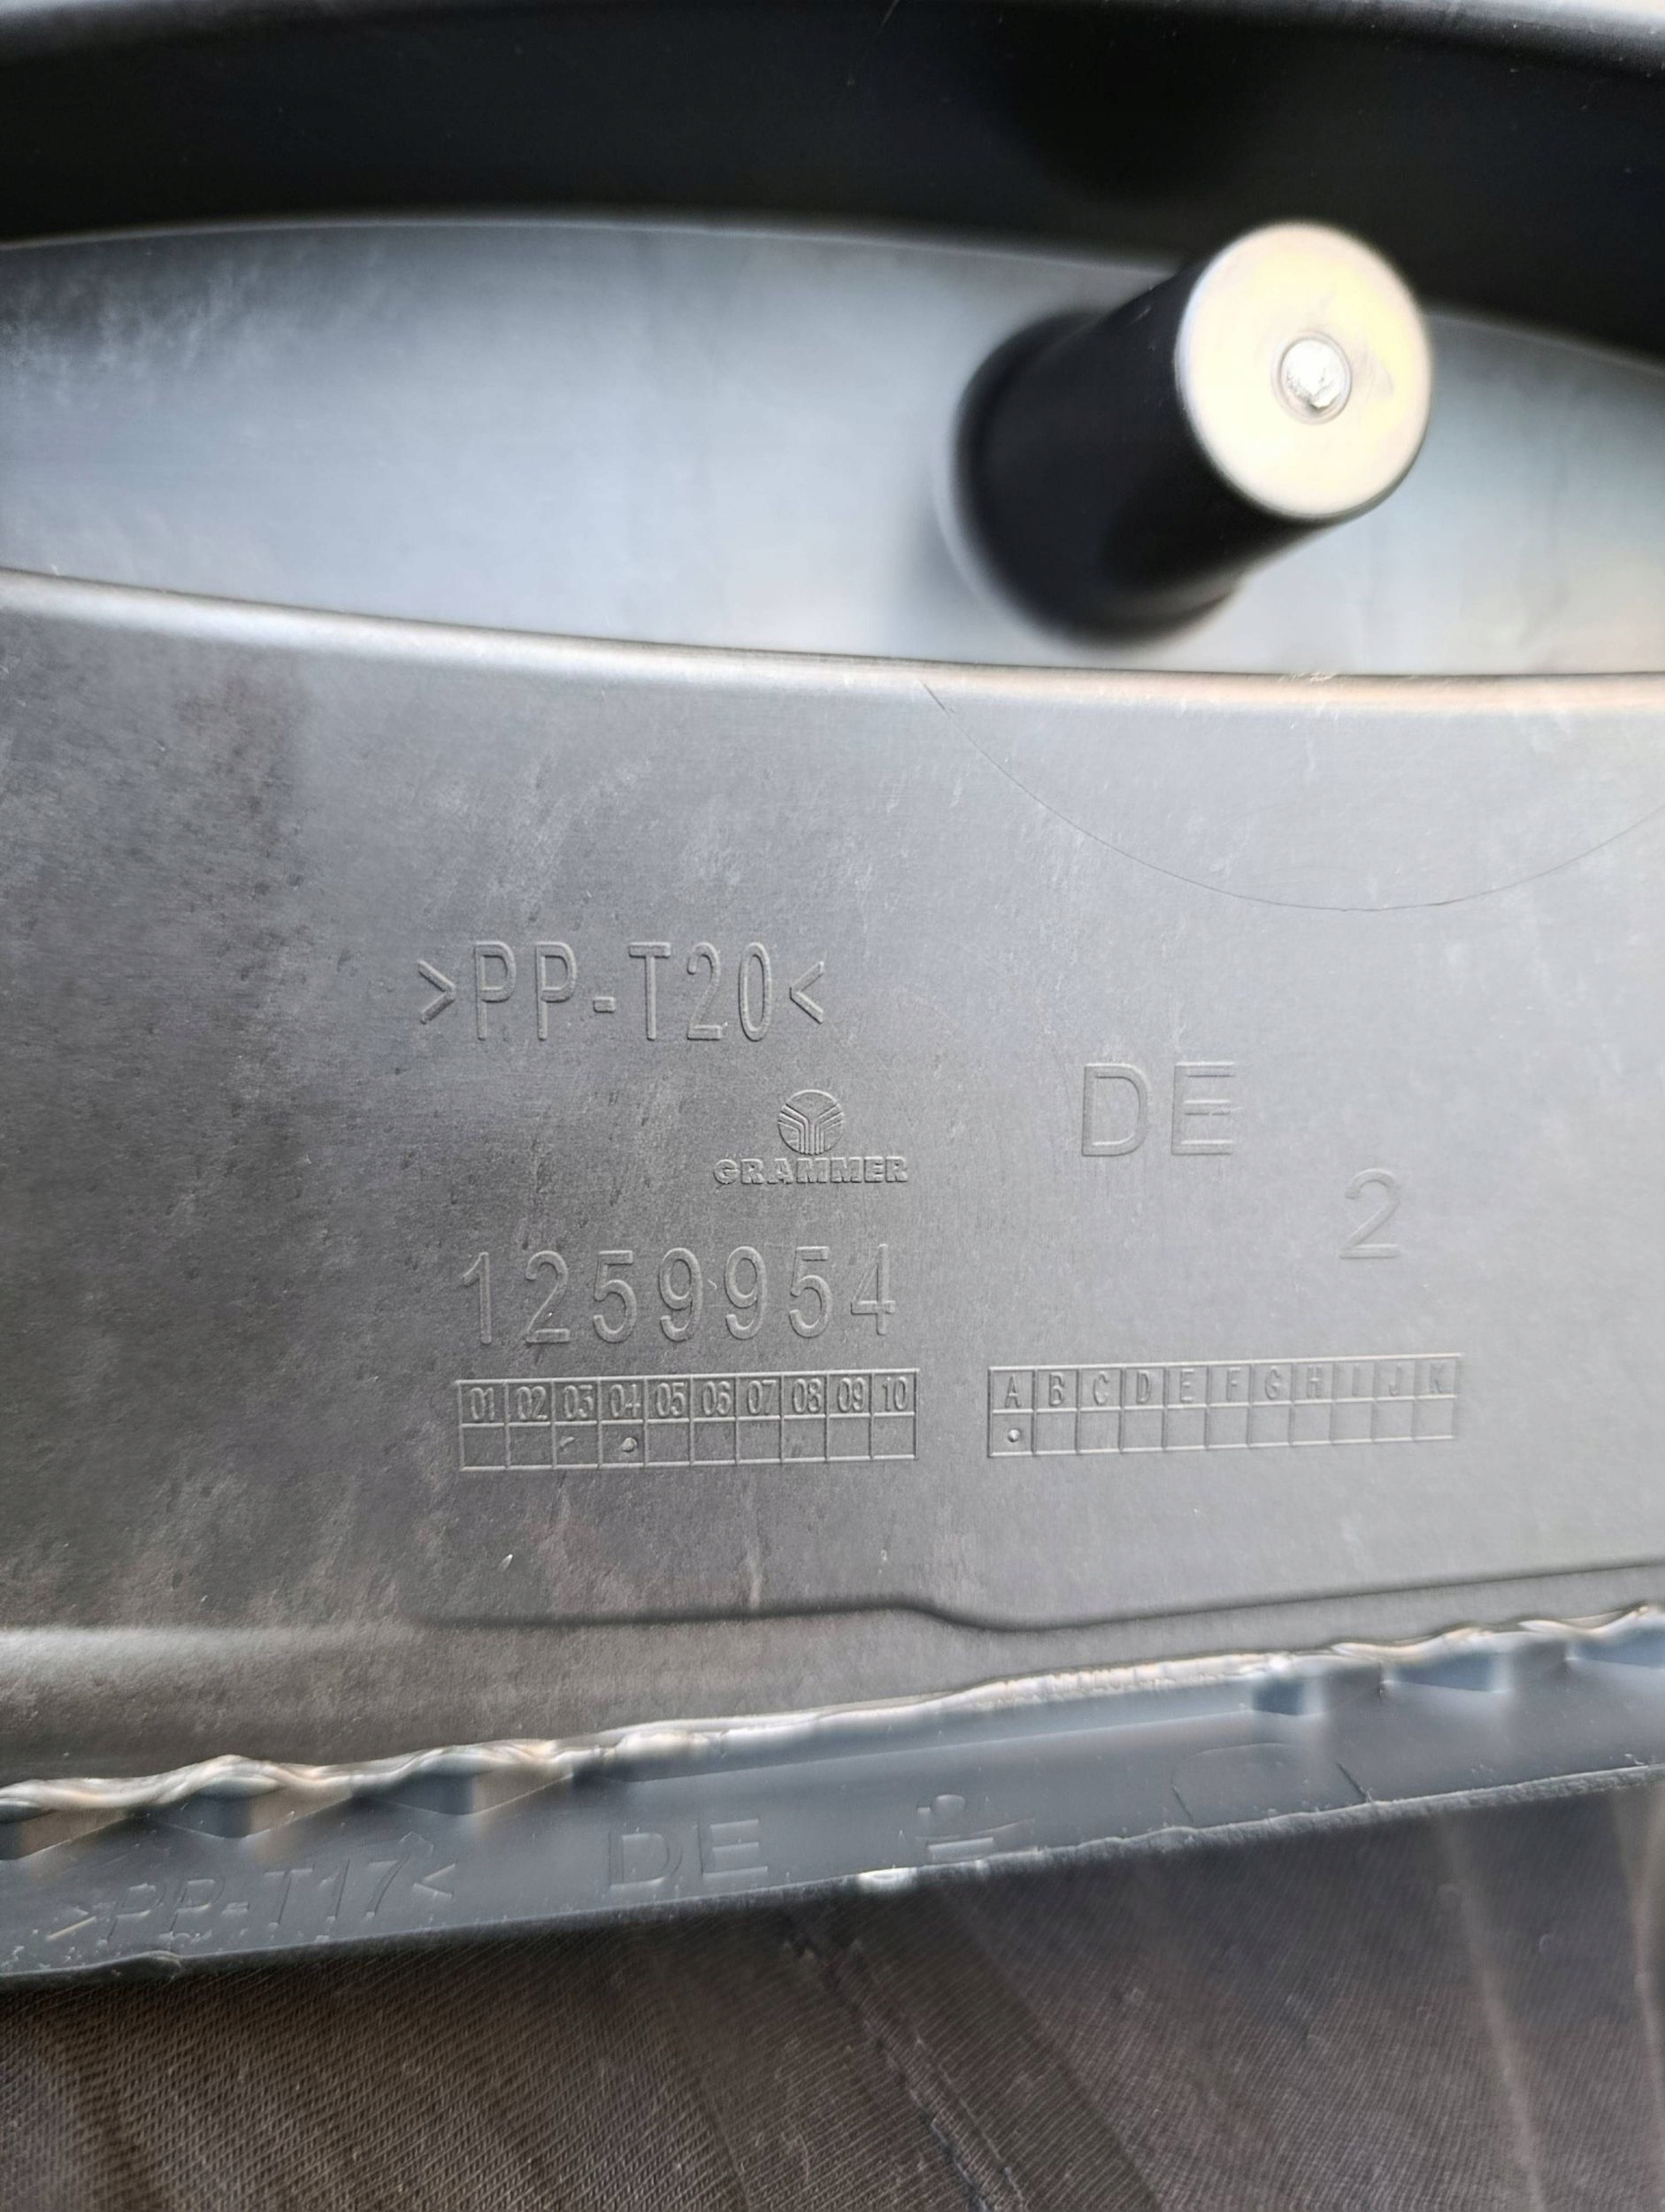 >PP-T20<
DE
GRAMMER
2
1259954
01 02 03 04 05 06 07 08 09 10
A B C D E F G H I J K
>PP-T17< DE